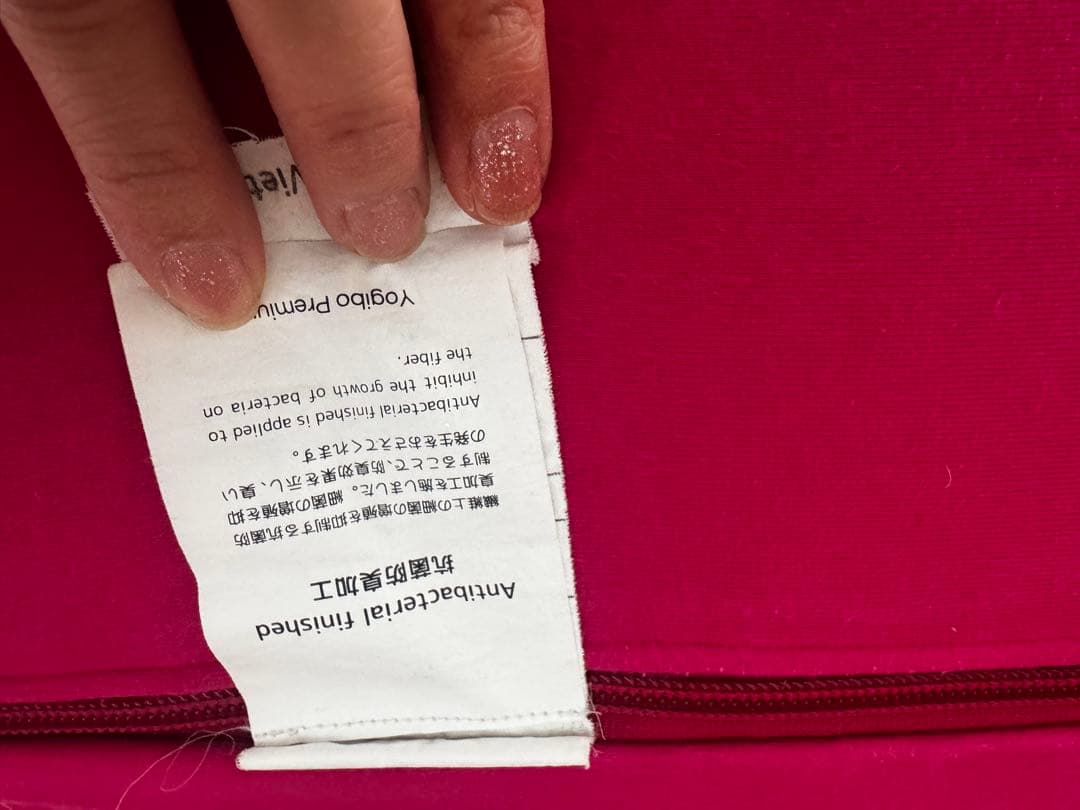 Antibacterial finished
抗菌防臭加工
繊維上の細菌の増殖を抑制する抗菌防
臭加工を施しました。細菌の増殖を抑
制することで、防臭効果を示し、臭い
の発生をおさえてくれます。
Antibacterial finished is applied to
inhibit the growth of bacteria on
the fiber.
Yogibo